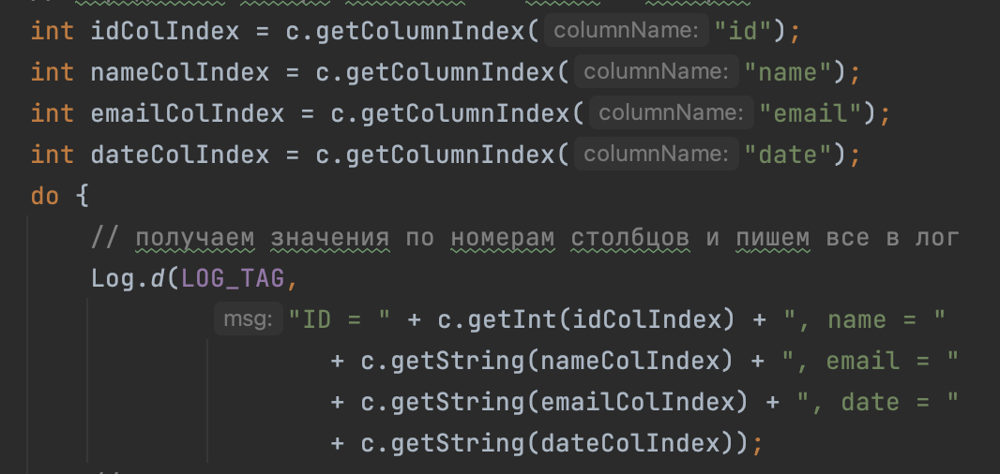 int idColIndex = c.getColumnIndex( columnName: "id");
int nameColIndex = c.getColumnIndex( columnName: "name");
int emailColIndex = c.getColumnIndex( columnName: "email");
int dateColIndex = c.getColumnIndex( columnName: "date");
do {
// получаем значения по номерам столбцов и пишем все в лог
Log.d(LOG_TAG,
msg: "ID = " + c.getInt(idColIndex) + ", name = "
+ c.getString(nameColIndex) + ", email = "
+ c.getString(emailColIndex) + ", date = "
+ c.getString(dateColIndex));